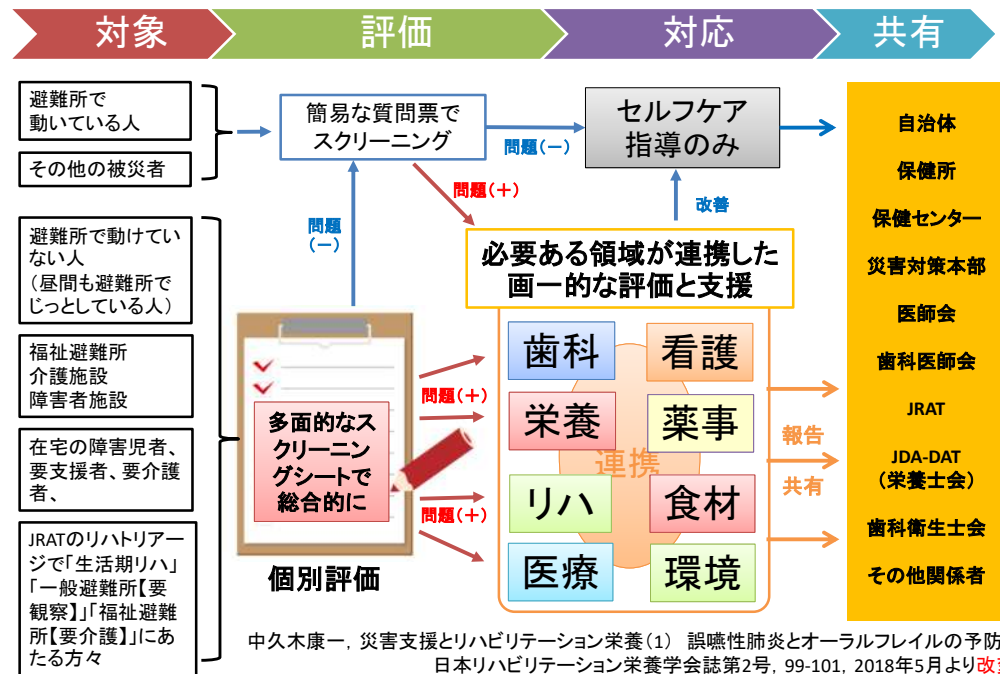 対象
評価
対応
共有
避難所で
動いている人
その他の被災者
避難所で動けてい
ない人
（昼間も避難所で
じっとしている人）
福祉避難所
介護施設
障害者施設
在宅の障害児者、
要支援者、要介護
者、
JRATのリハトリアー
ジで「生活期リハ」
「一般避難所【要
観察】」「福祉避難
所【要介護】」にあ
たる方々
簡易な質問票で
スクリーニング
問題（－）
問題（＋）
問題
（－）
多面的なス
クリーニン
グシートで
総合的に
個別評価
問題（＋）
問題（＋）
セルフケア
指導のみ
改善
必要ある領域が連携した
画一的な評価と支援
歯科
看護
栄養
薬事
連携
リハ
食材
医療
環境
報告
共有
自治体
保健所
保健センター
災害対策本部
医師会
歯科医師会
JRAT
JDA-DAT
（栄養士会）
歯科衛生士会
その他関係者
中久木康一，災害支援とリハビリテーション栄養（1）　誤嚥性肺炎とオーラルフレイルの予防
日本リハビリテーション栄養学会誌第2号，99-101，2018年5月より改